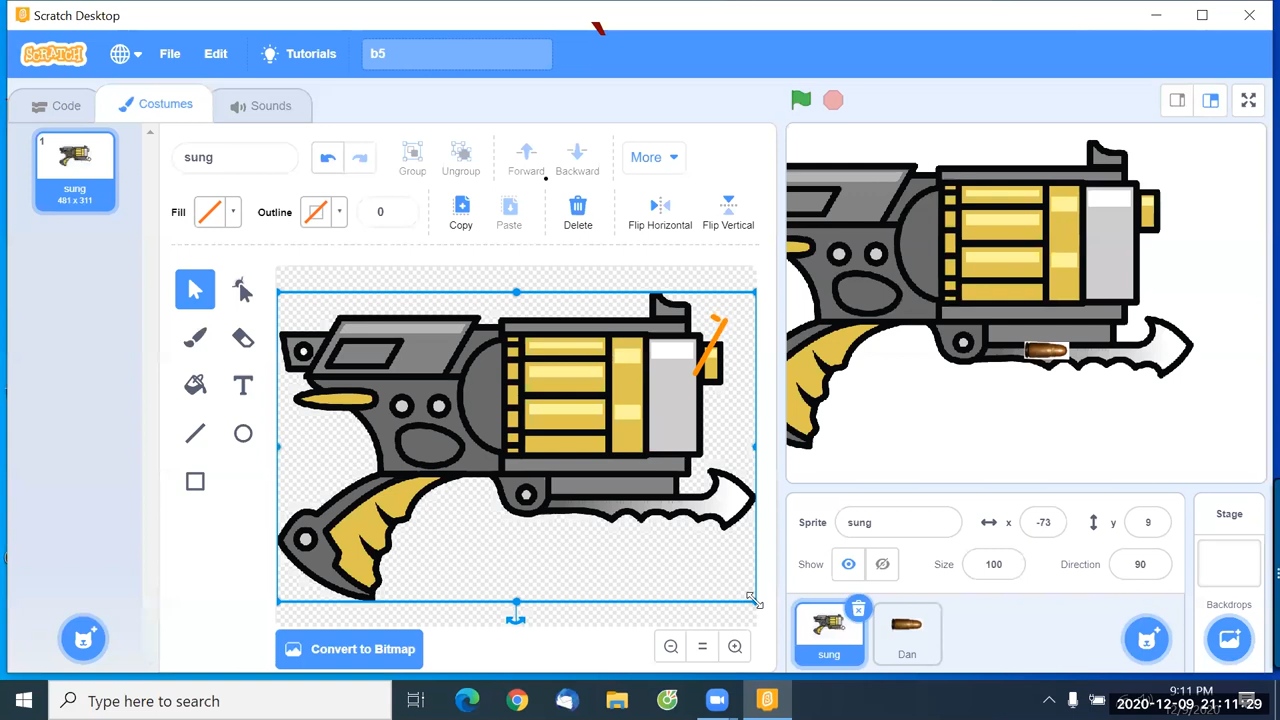 Scratch Desktop
SCRATCH File Edit Tutorials b5
Code Costumes Sounds
1
sung
481 x 311
sung Group Ungroup Forward Backward More
Fill Outline 0 Copy Paste Delete Flip Horizontal Flip Vertical
T
Convert to Bitmap
Sprite sung x -73 y 9
Show Size 100 Direction 90
sung Dan
Stage
Backdrops
Type here to search
9:11 PM
2020-12-09 21:11:29